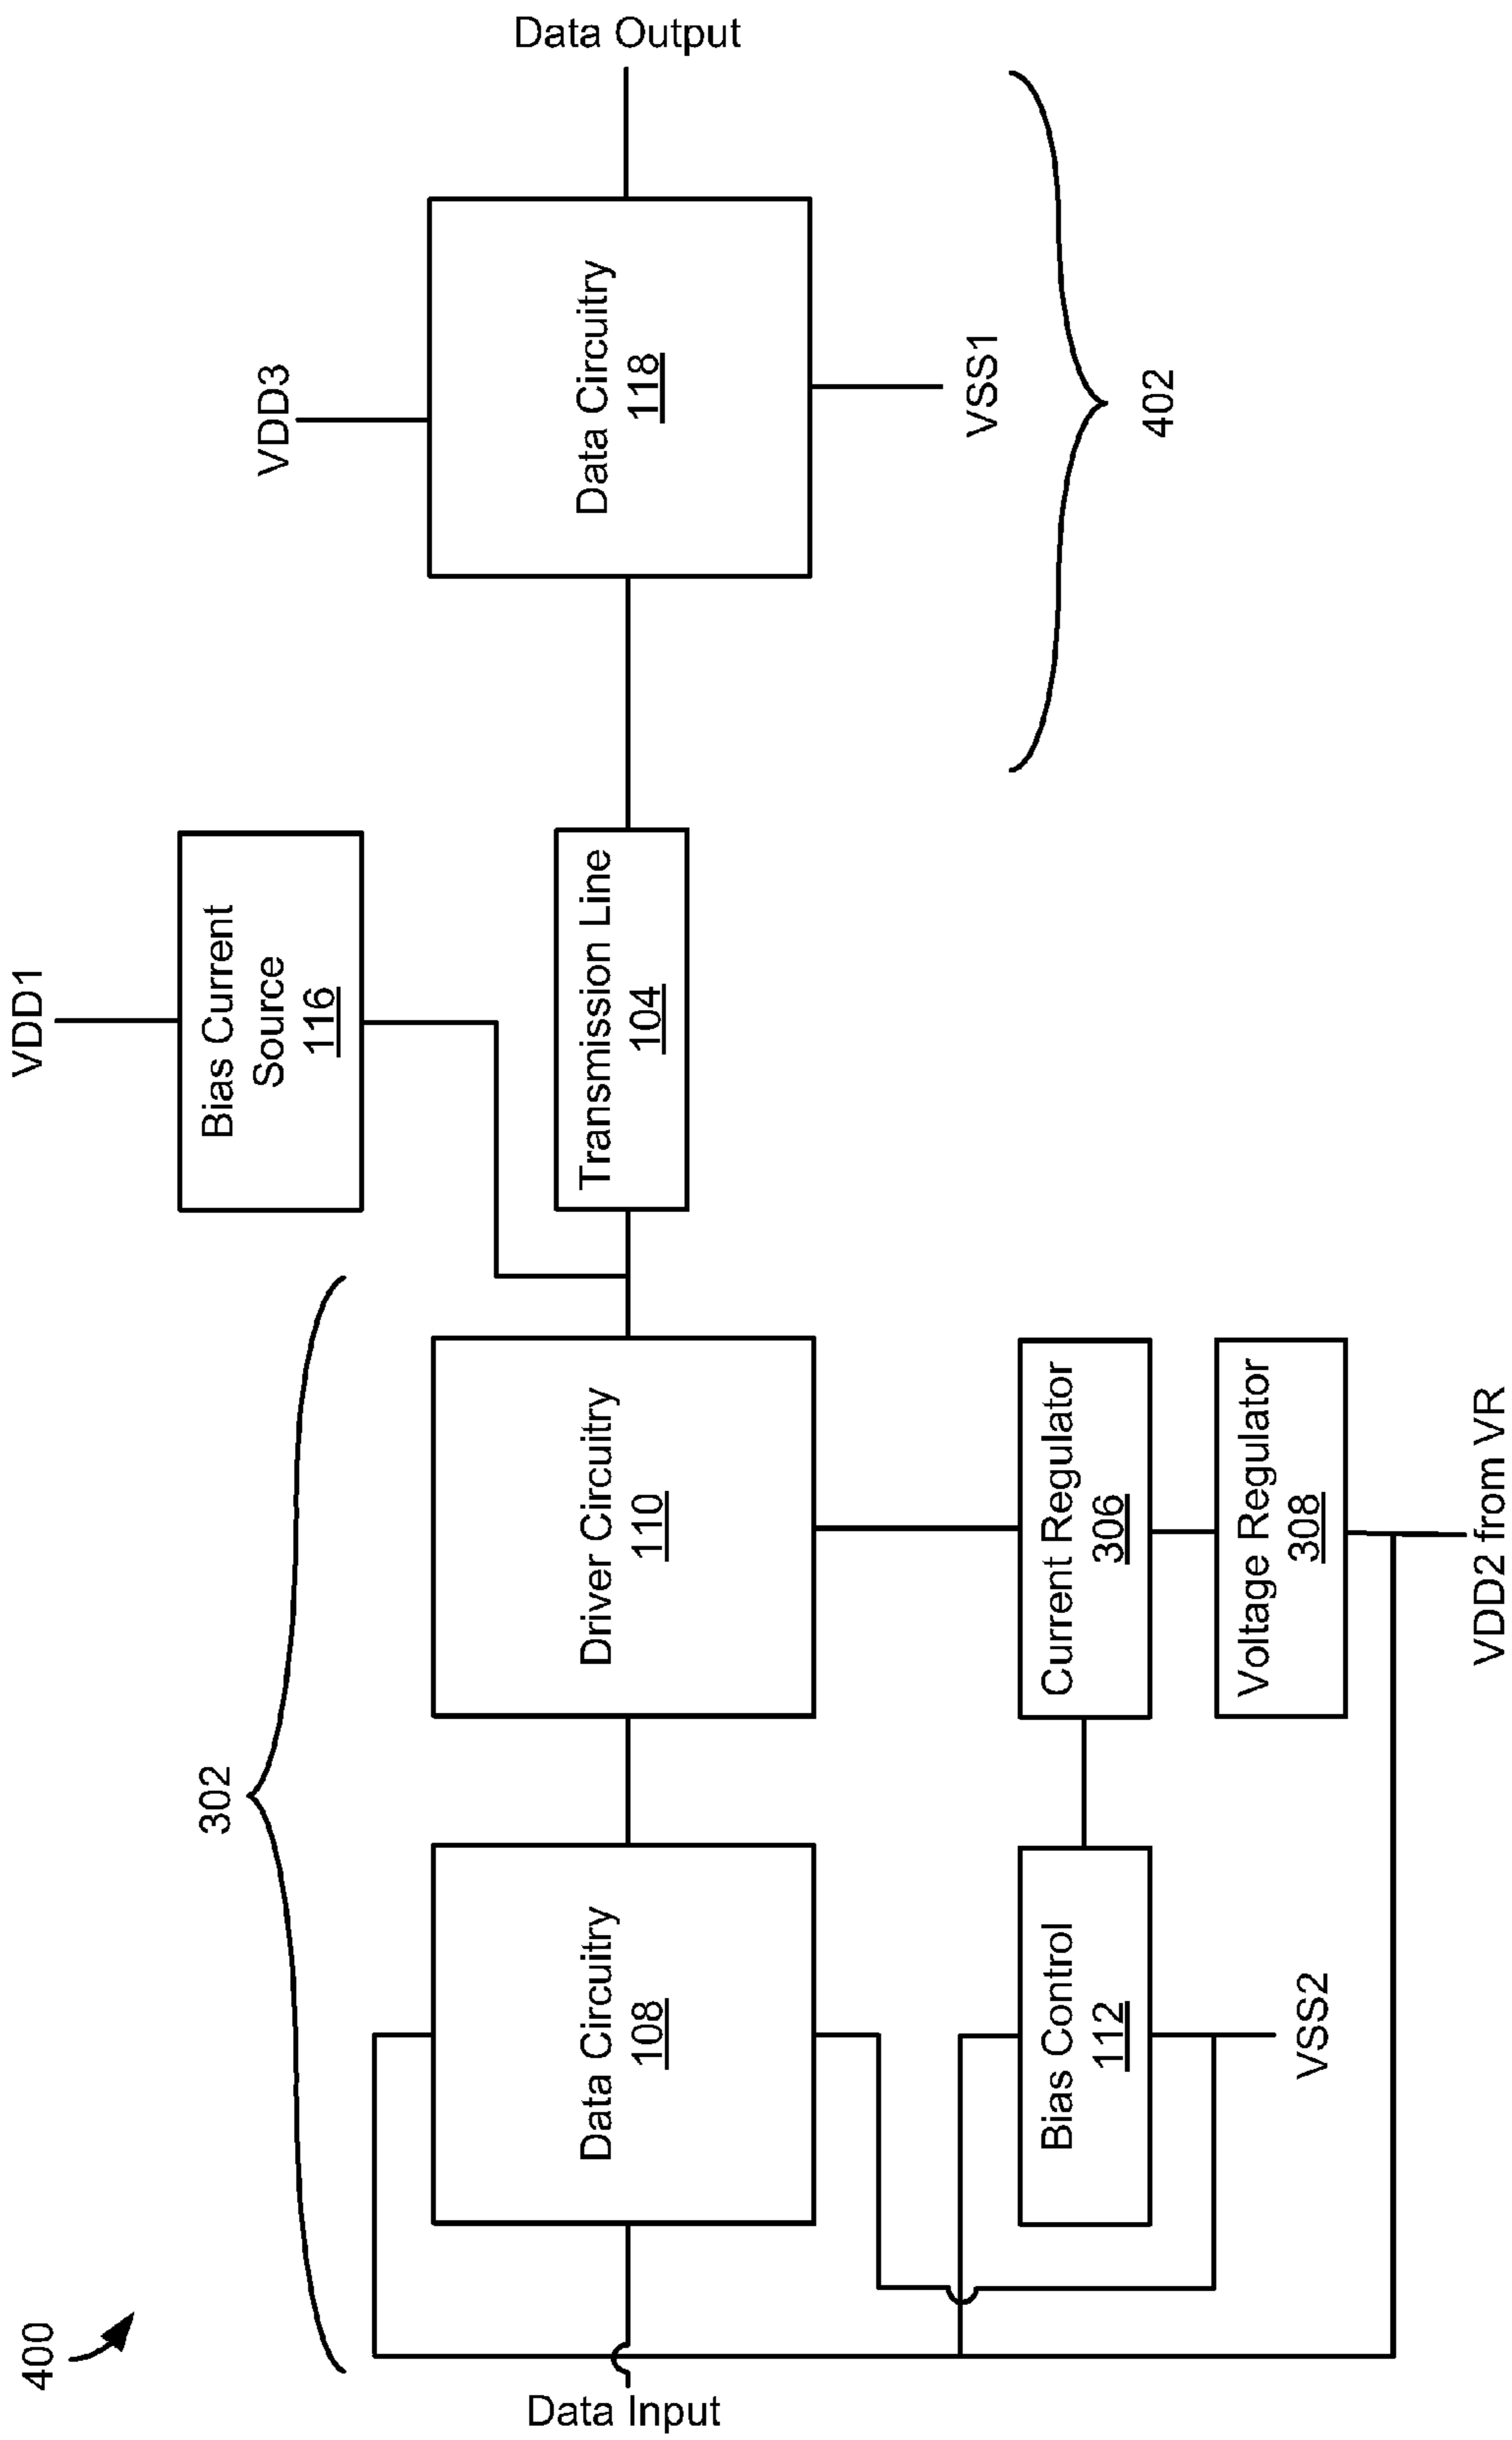 400
302
VDD1
Bias Current
Source
116
VDD3
Data Input
Data Circuitry
108
Driver Circuitry
110
Transmission Line
104
Data Circuitry
118
Data Output
Bias Control
112
Current Regulator
306
VSS1
402
Voltage Regulator
308
VSS2
VDD2 from VR